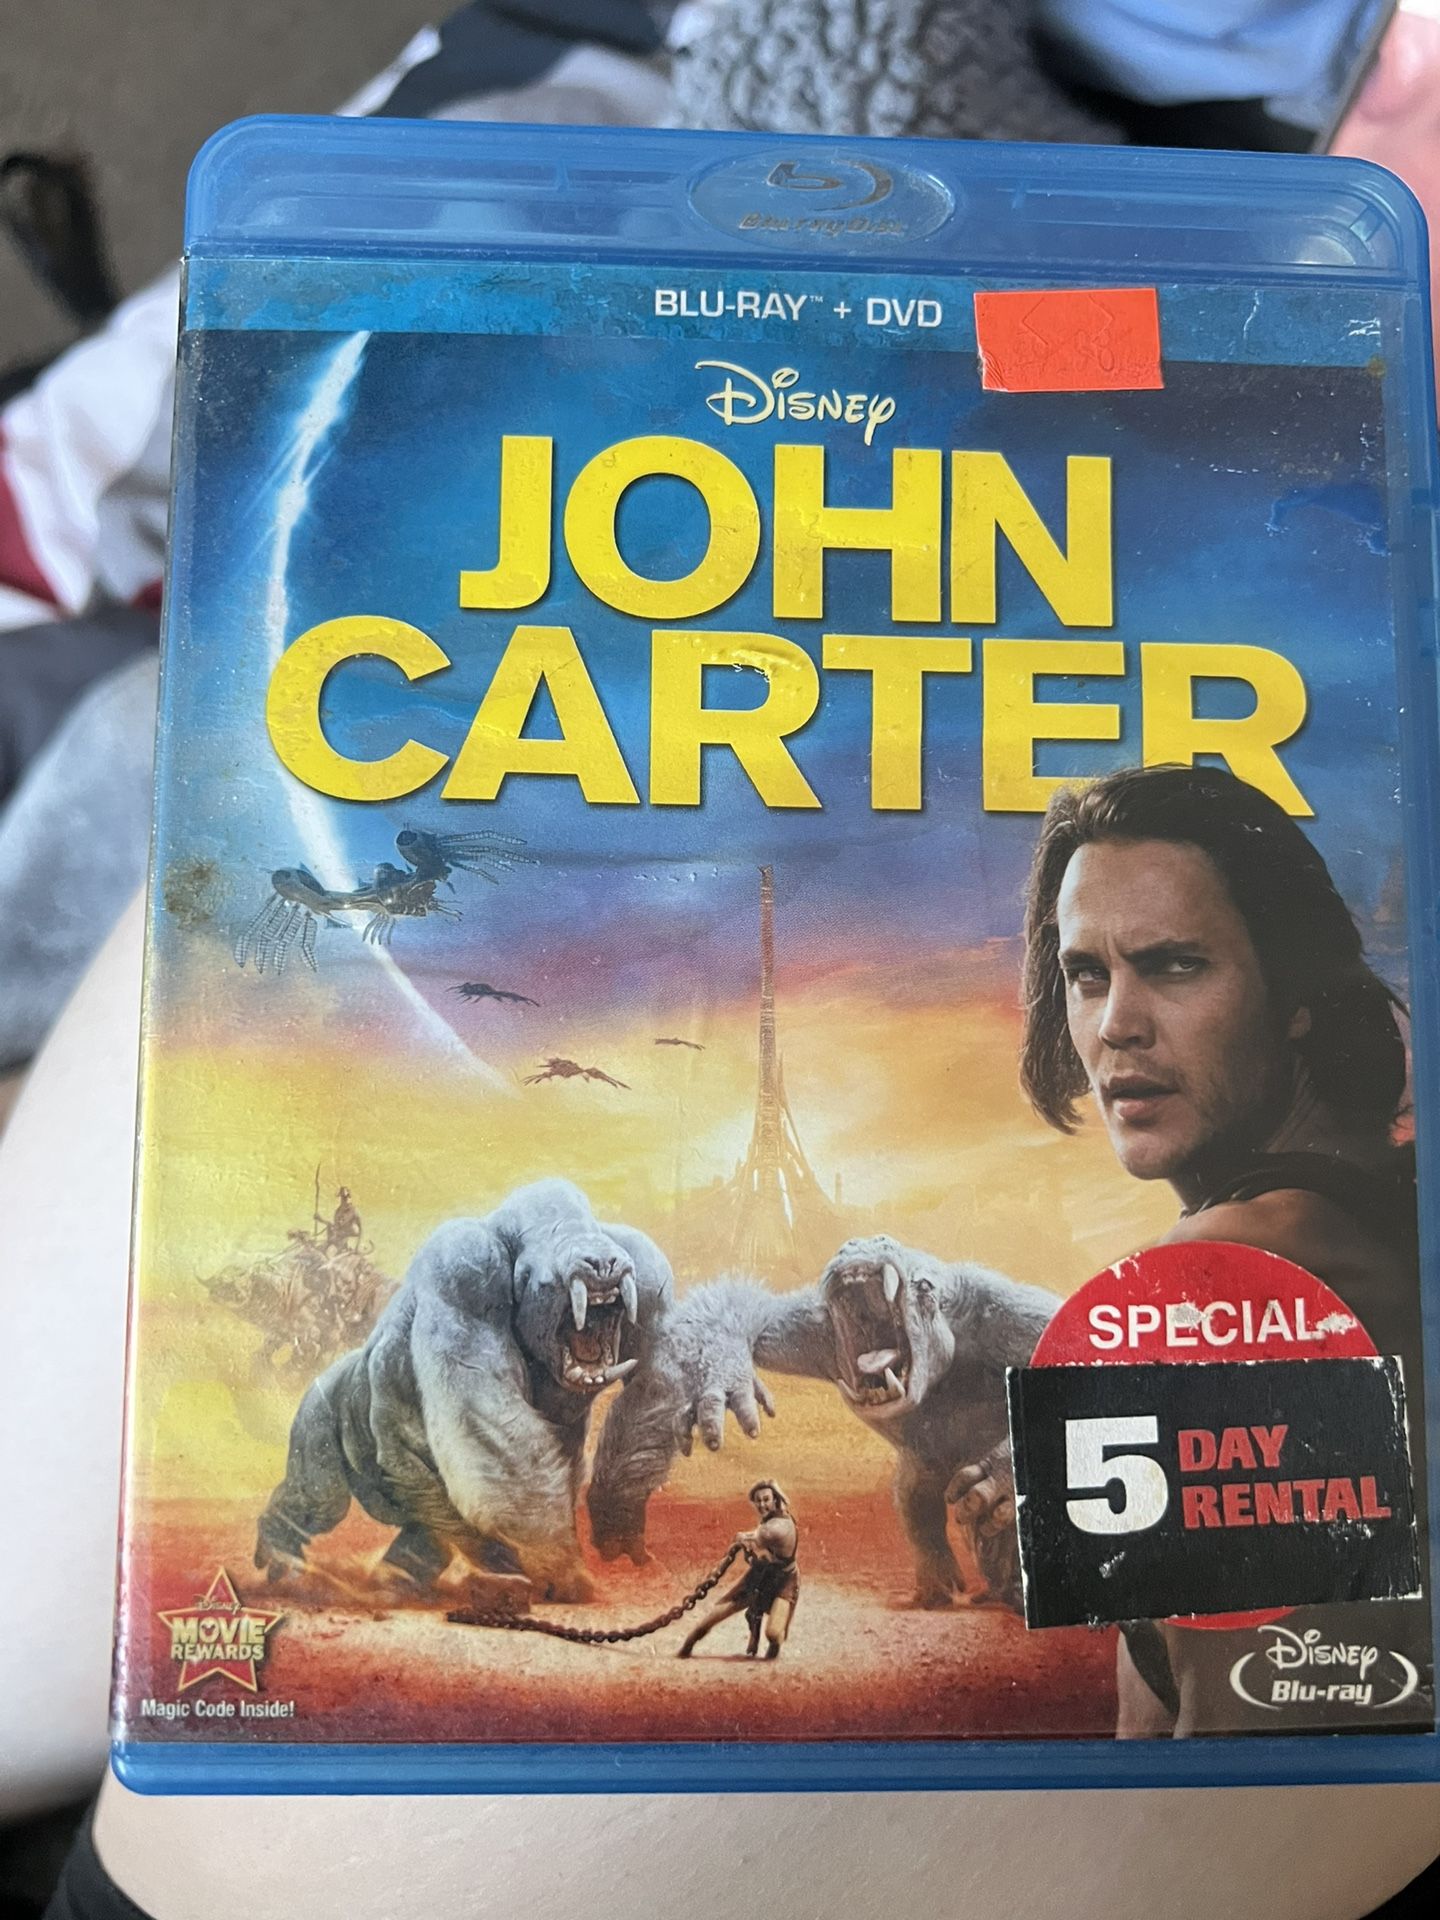 Blu-ray Disc
BLU-RAY™ + DVD
DISNEY
JOHN
CARTER
SPECIAL
5 DAY
RENTAL
DISNEY
MOVIE
REWARDS
Magic Code Inside!
DISNEY
Blu-ray